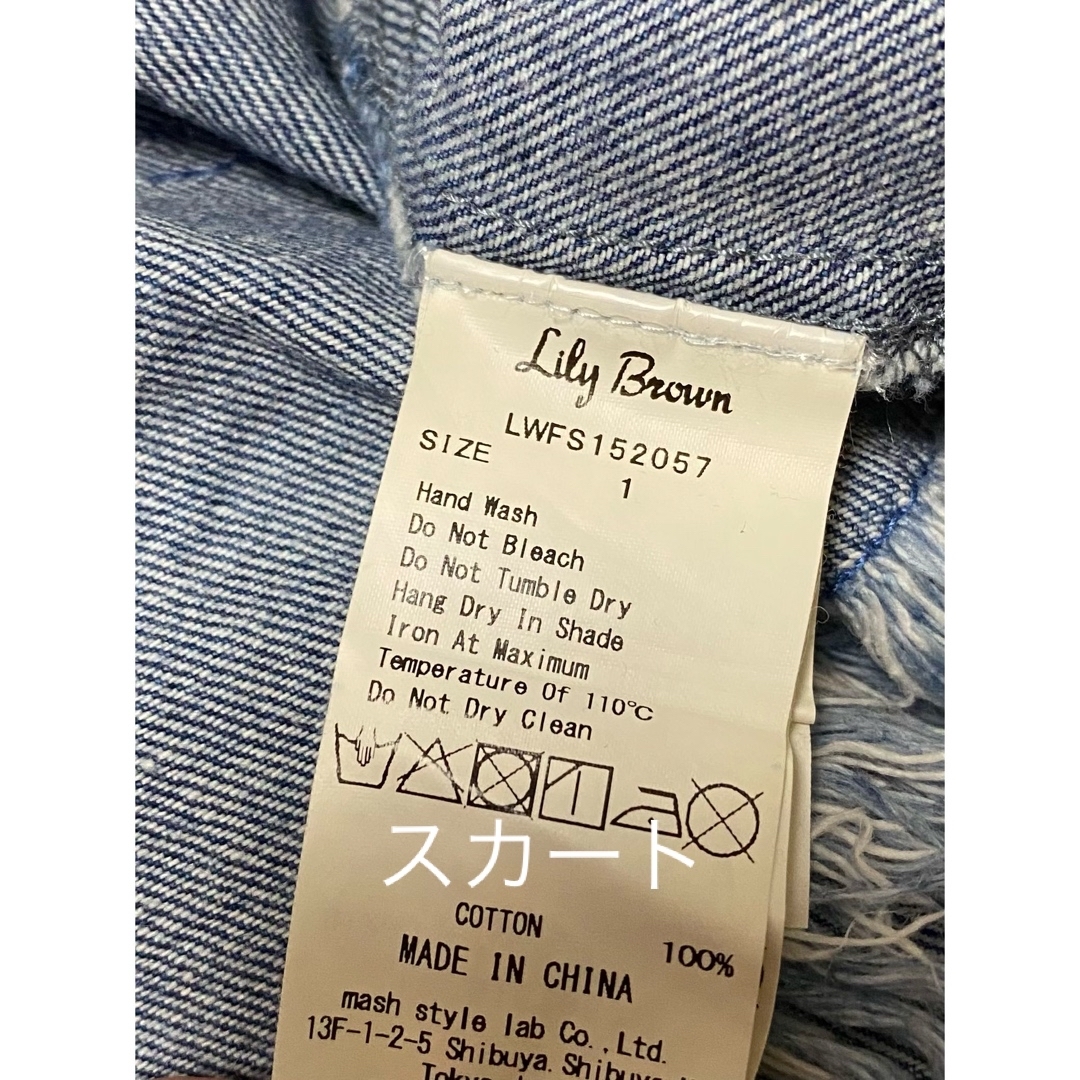 Lily Brown
LWFS152057
SIZE 1
Hand Wash
Do Not Bleach
Do Not Tumble Dry
Hang Dry In Shade
Iron At Maximum
Temperature Of 110℃
Do Not Dry Clean
スカート
COTTON 100%
MADE IN CHINA
mash style lab Co.,Ltd.
13F-1-2-5 Shibuya.